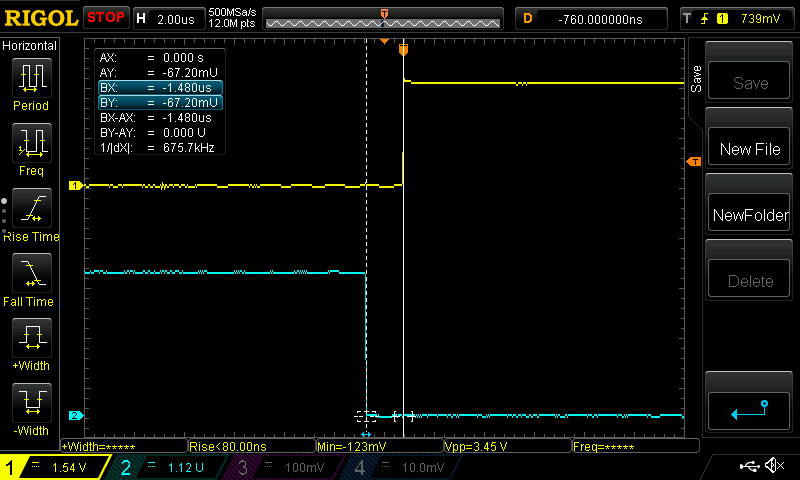 RIGOL STOP H 2.00us 500MSa/s D -760.000000ns T 1 739mV
12.0M pts
T
Horizontal
Period
Freq
Rise Time
Fall Time
+Width
-Width
AX: = 0.000 s
AY: = -67.20mU
BX: = -1.480us
BY: = -67.20mU
BX-AX: = -1.480us
BY-AY: = 0.000 U
1/|dX|: = 675.7kHz
T
1
T
2
Save
Save
New File
NewFolder
Delete
+Width=***** Rise<80.00ns Min=-123mV Vpp=3.45 V Freq=*****
1 1.54 V 2 1.12 U 3 100mV 4 10.0mV